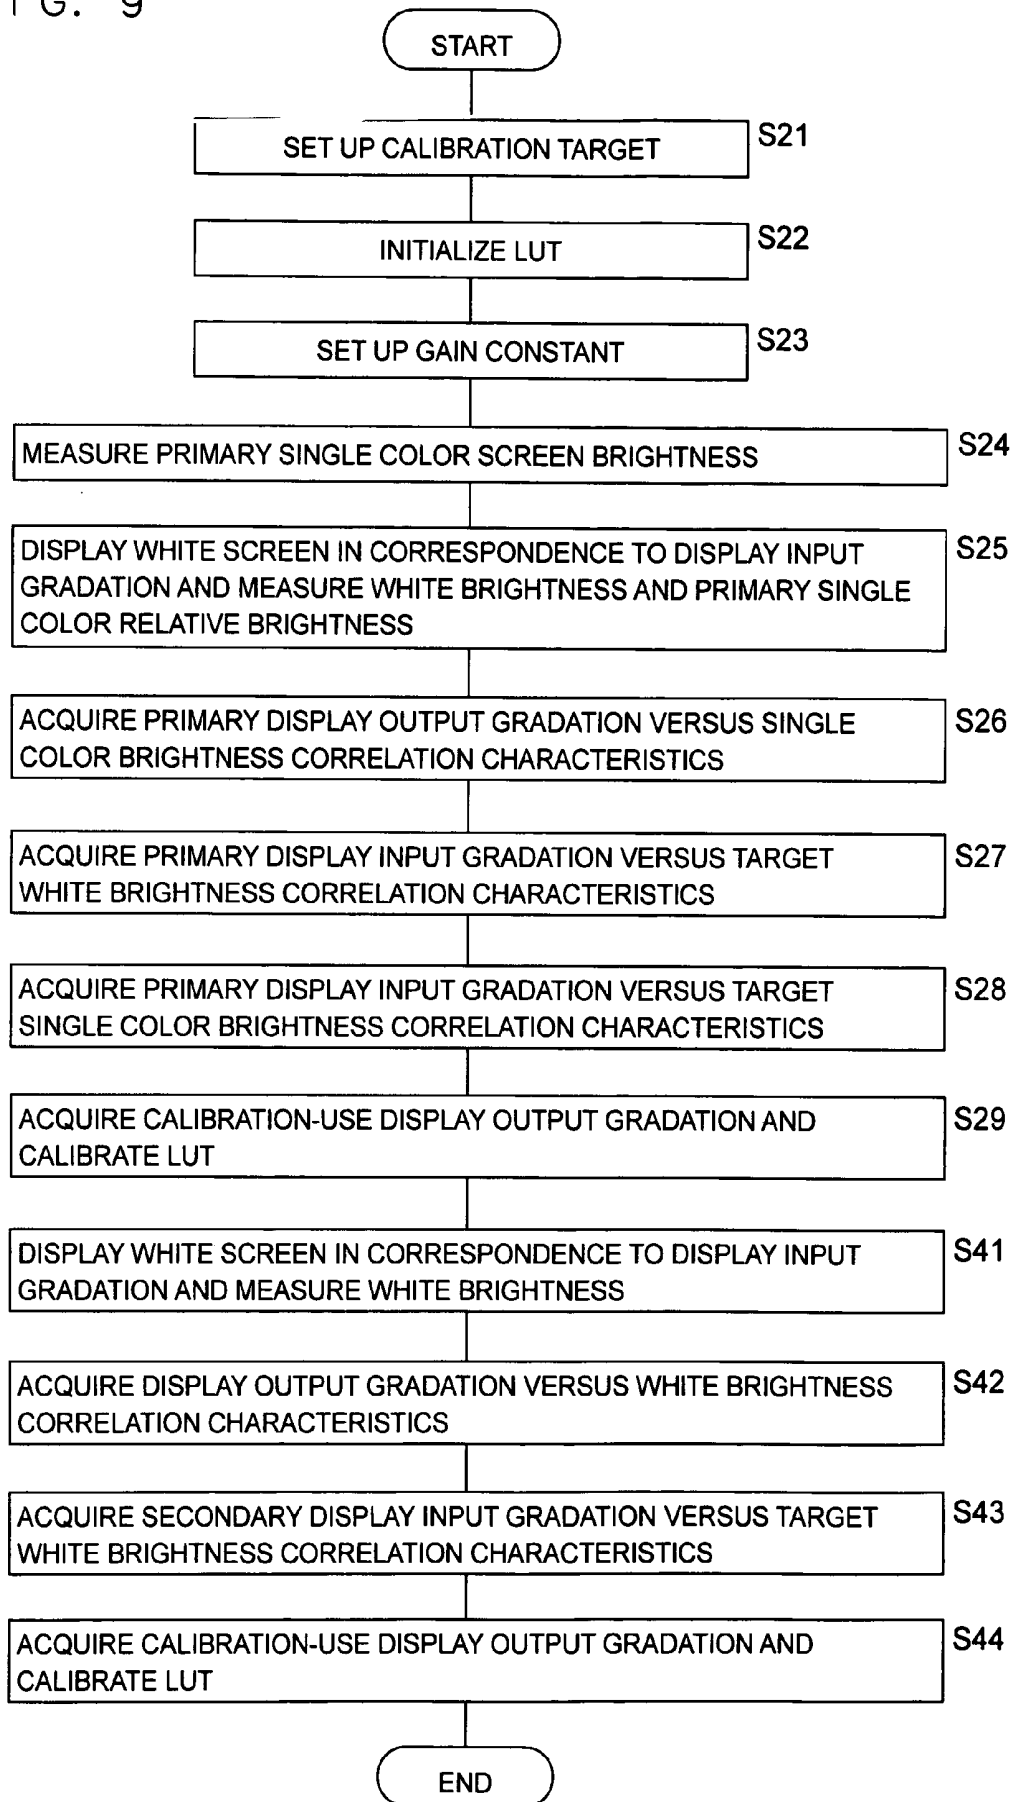 FG. 9
START
SET UP CALIBRATION TARGET
S21
INITIALIZE LUT
S22
SET UP GAIN CONSTANT
S23
MEASURE PRIMARY SINGLE COLOR SCREEN BRIGHTNESS
S24
DISPLAY WHITE SCREEN IN CORRESPONDENCE TO DISPLAY INPUT
GRADATION AND MEASURE WHITE BRIGHTNESS AND PRIMARY SINGLE
COLOR RELATIVE BRIGHTNESS
S25
ACQUIRE PRIMARY DISPLAY OUTPUT GRADATION VERSUS SINGLE
COLOR BRIGHTNESS CORRELATION CHARACTERISTICS
S26
ACQUIRE PRIMARY DISPLAY INPUT GRADATION VERSUS TARGET
WHITE BRIGHTNESS CORRELATION CHARACTERISTICS
S27
ACQUIRE PRIMARY DISPLAY INPUT GRADATION VERSUS TARGET
SINGLE COLOR BRIGHTNESS CORRELATION CHARACTERISTICS
S28
ACQUIRE CALIBRATION-USE DISPLAY OUTPUT GRADATION AND
CALIBRATE LUT
S29
DISPLAY WHITE SCREEN IN CORRESPONDENCE TO DISPLAY INPUT
GRADATION AND MEASURE WHITE BRIGHTNESS
S41
ACQUIRE DISPLAY OUTPUT GRADATION VERSUS WHITE BRIGHTNESS
CORRELATION CHARACTERISTICS
S42
ACQUIRE SECONDARY DISPLAY INPUT GRADATION VERSUS TARGET
WHITE BRIGHTNESS CORRELATION CHARACTERISTICS
S43
ACQUIRE CALIBRATION-USE DISPLAY OUTPUT GRADATION AND
CALIBRATE LUT
S44
END